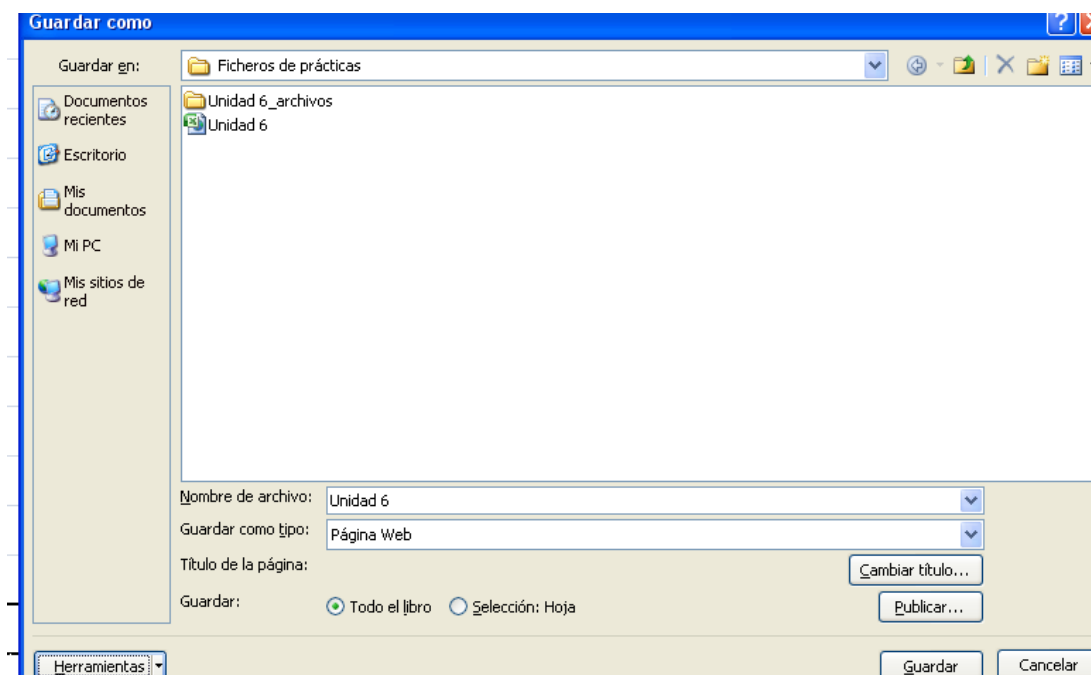 Guardar como
Guardar en:
Ficheros de prácticas
Documentos
recientes
Escritorio
Mis
documentos
Mi PC
Mis sitios de
red
Unidad 6_archivos
Unidad 6
Nombre de archivo:
Unidad 6
Guardar como tipo:
Página Web
Título de la página:
Cambiar título...
Guardar:
Todo el libro
Selección: Hoja
Publicar...
Herramientas
Guardar
Cancelar